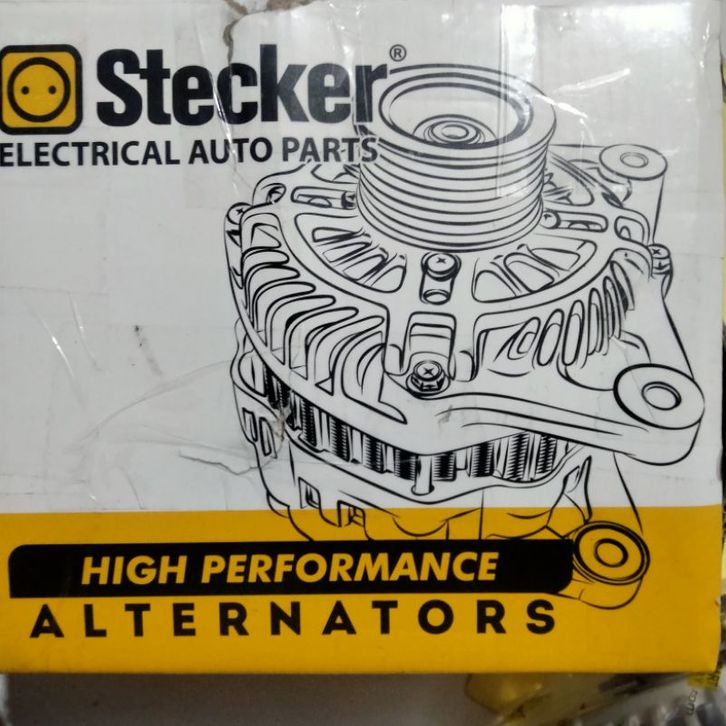 Stecker®
ELECTRICAL AUTO PARTS
HIGH PERFORMANCE
ALTERNATORS